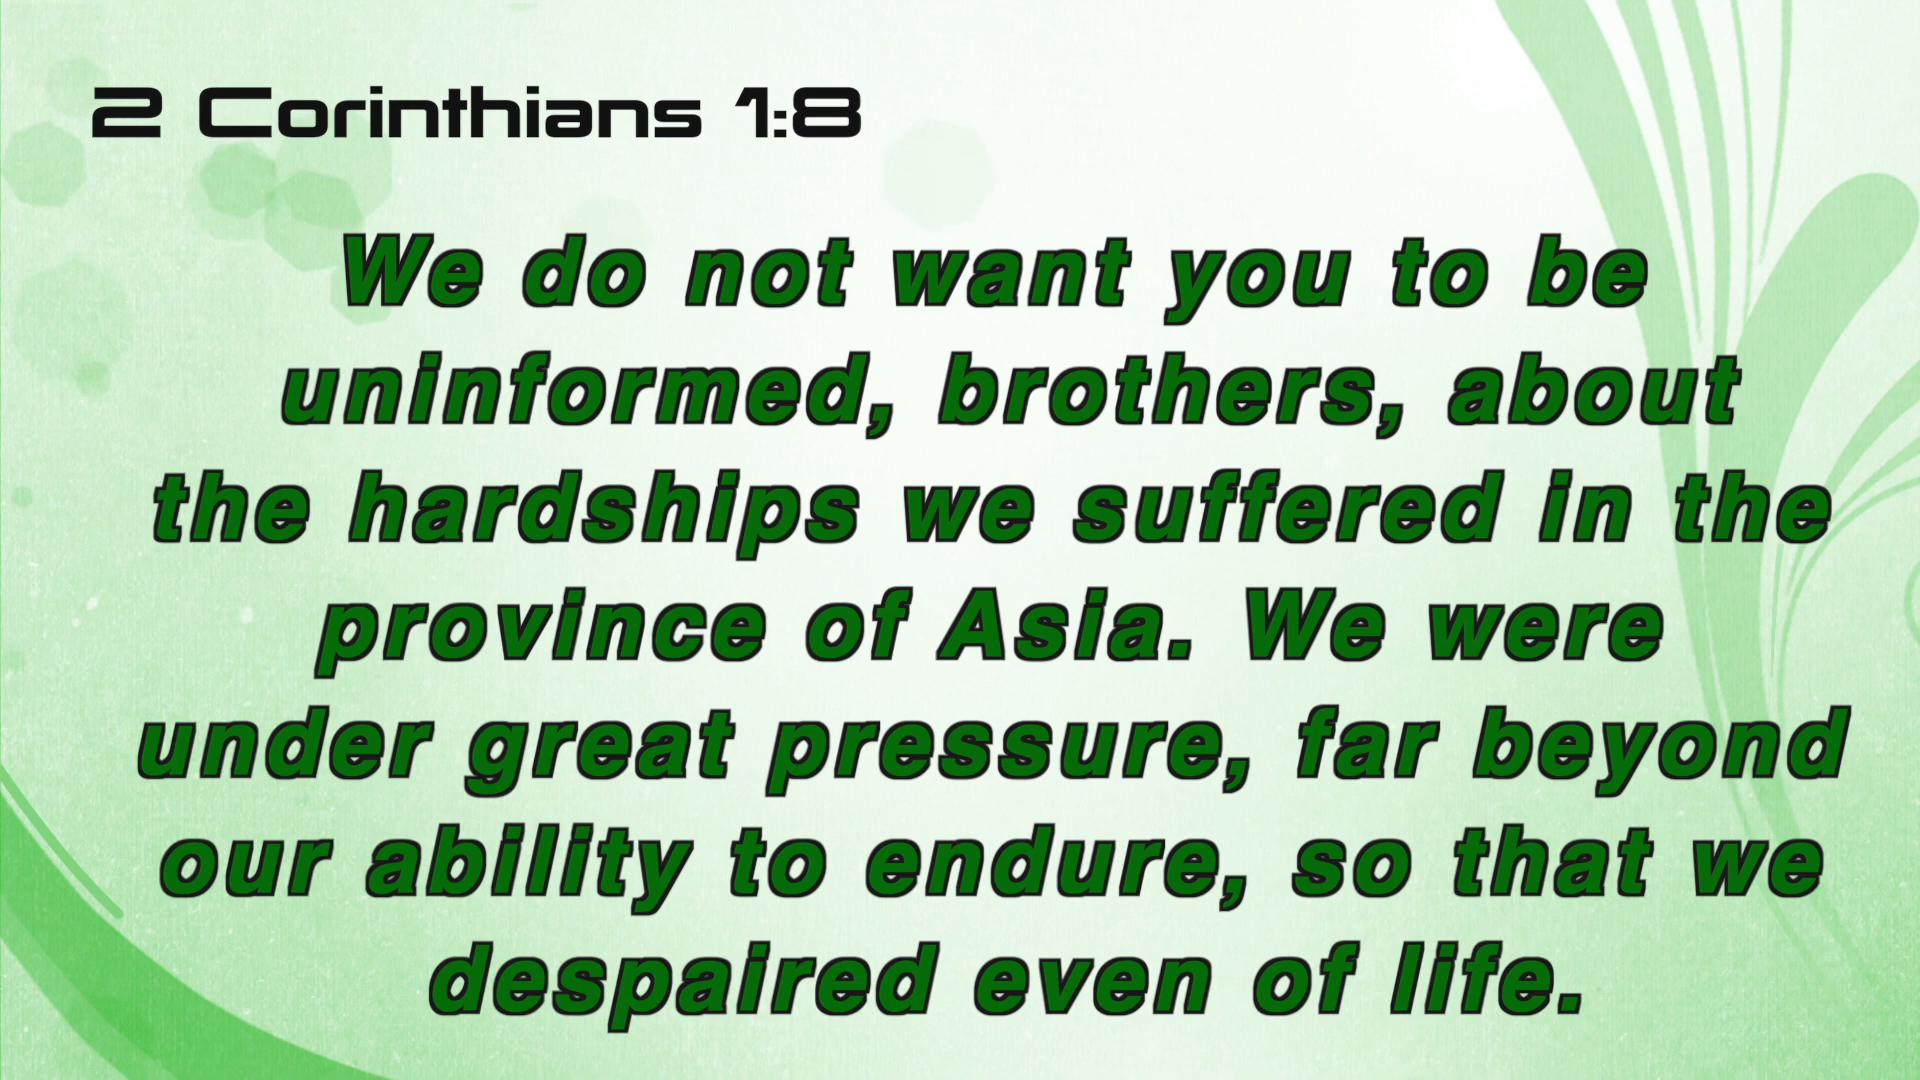 2 Corinthians 1:8
We do not want you to be
uninformed, brothers, about
the hardships we suffered in the
province of Asia. We were
under great pressure, far beyond
our ability to endure, so that we
despaired even of life.